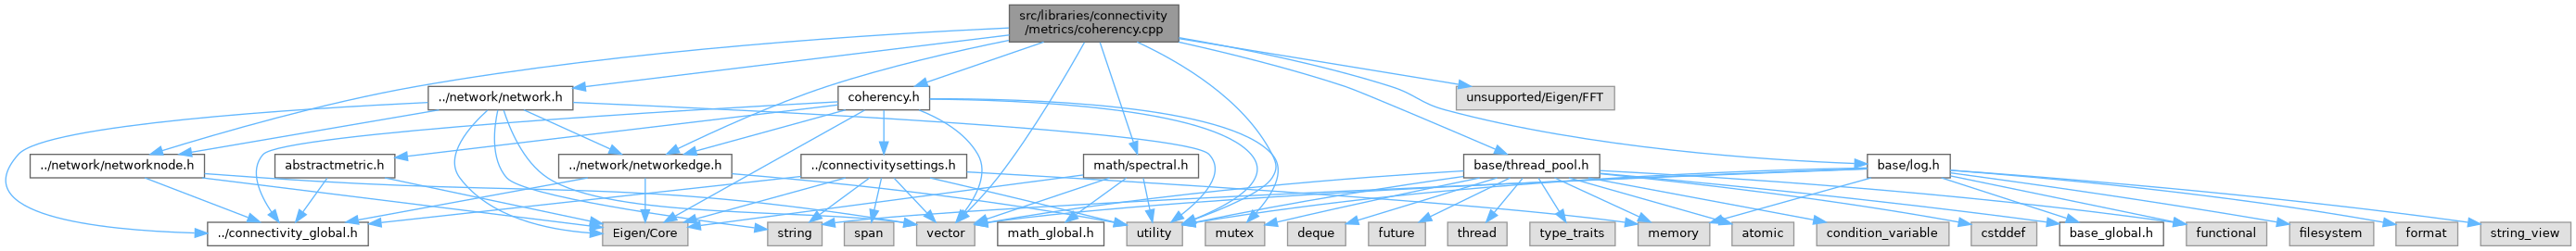 src/libraries/connectivity
/metrics/coherency.cpp
../network/network.h
coherency.h
unsupported/Eigen/FFT
../network/networknode.h
abstractmetric.h
../network/networkedge.h
../connectivitysettings.h
math/spectral.h
base/thread_pool.h
base/log.h
../connectivity_global.h
Eigen/Core
string
span
vector
math_global.h
utility
mutex
deque
future
thread
type_traits
memory
atomic
condition_variable
cstddef
base_global.h
functional
filesystem
format
string_view